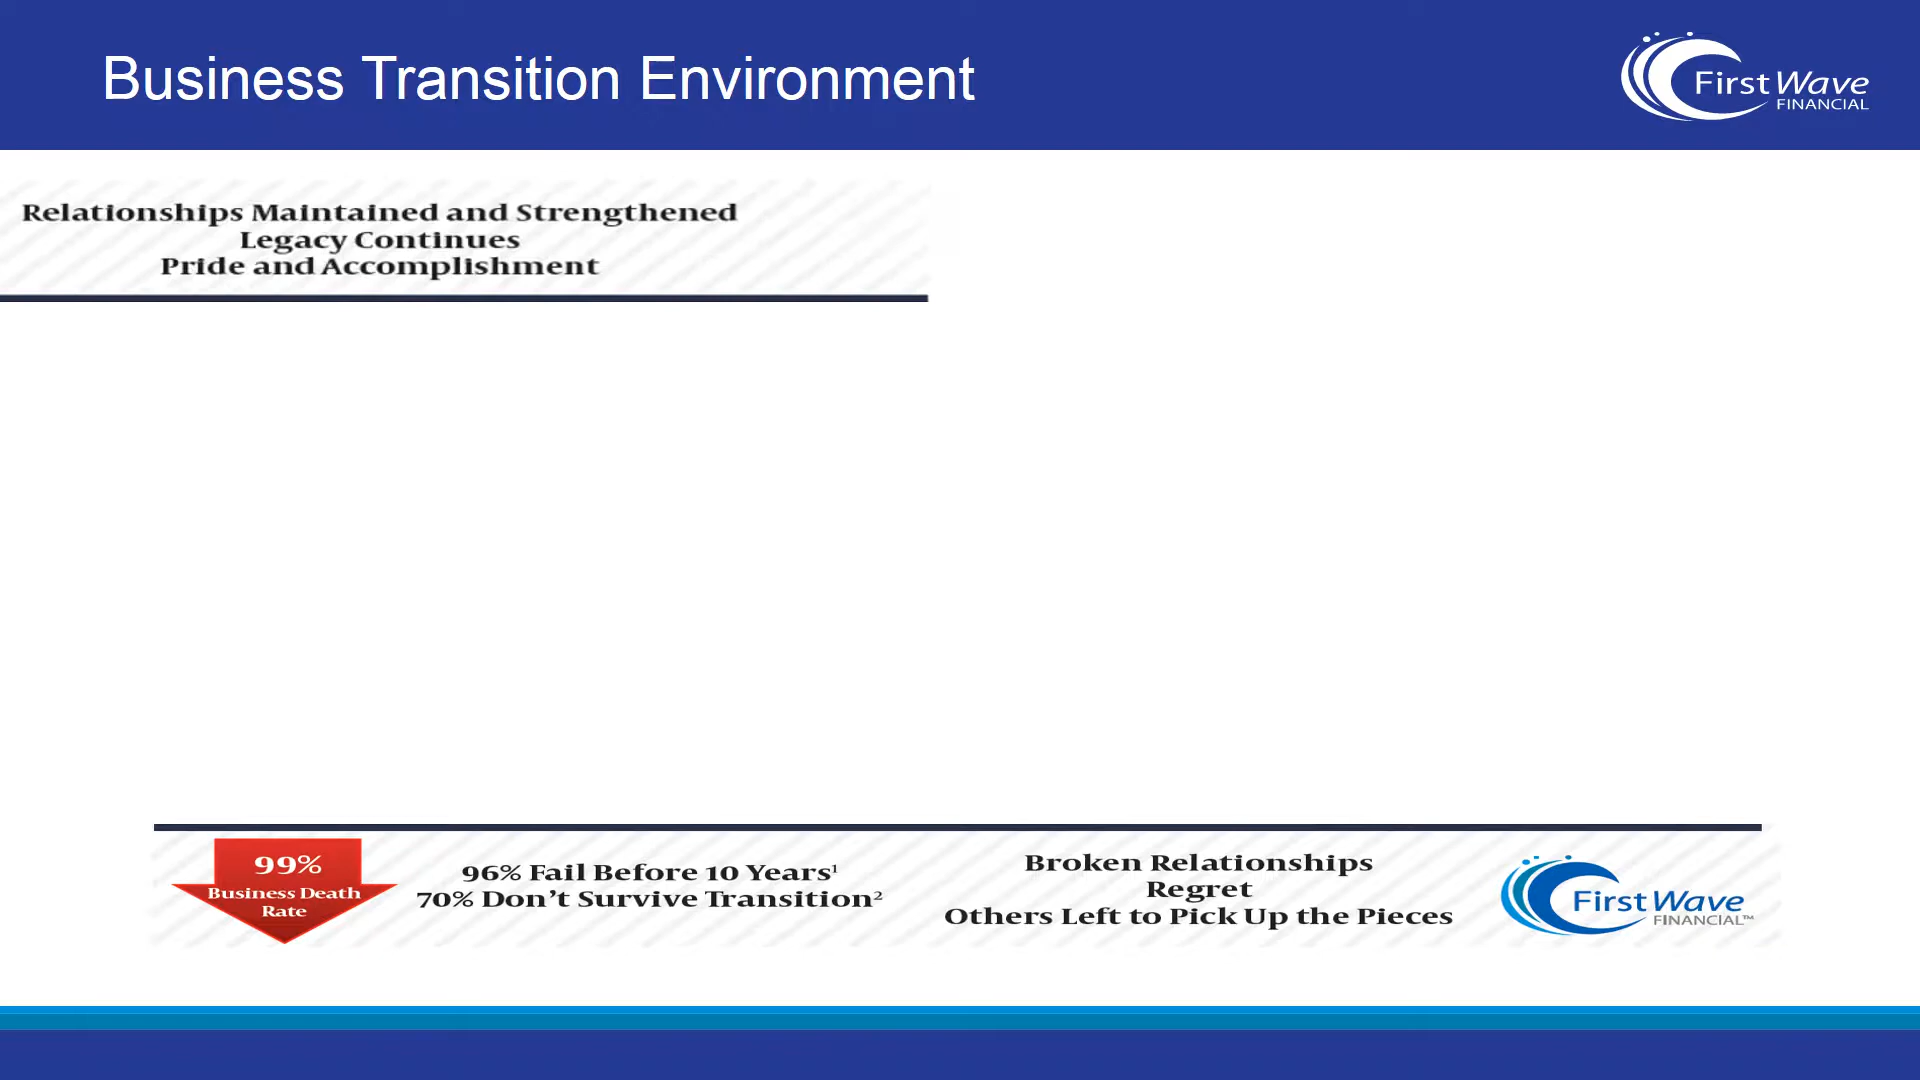 Business Transition Environment
First Wave
FINANCIAL
Relationships Maintained and Strengthened
Legacy Continues
Pride and Accomplishment
99%
Business Death
Rate
96% Fail Before 10 Years¹
70% Don’t Survive Transition²
Broken Relationships
Regret
Others Left to Pick Up the Pieces
First Wave
FINANCIAL™